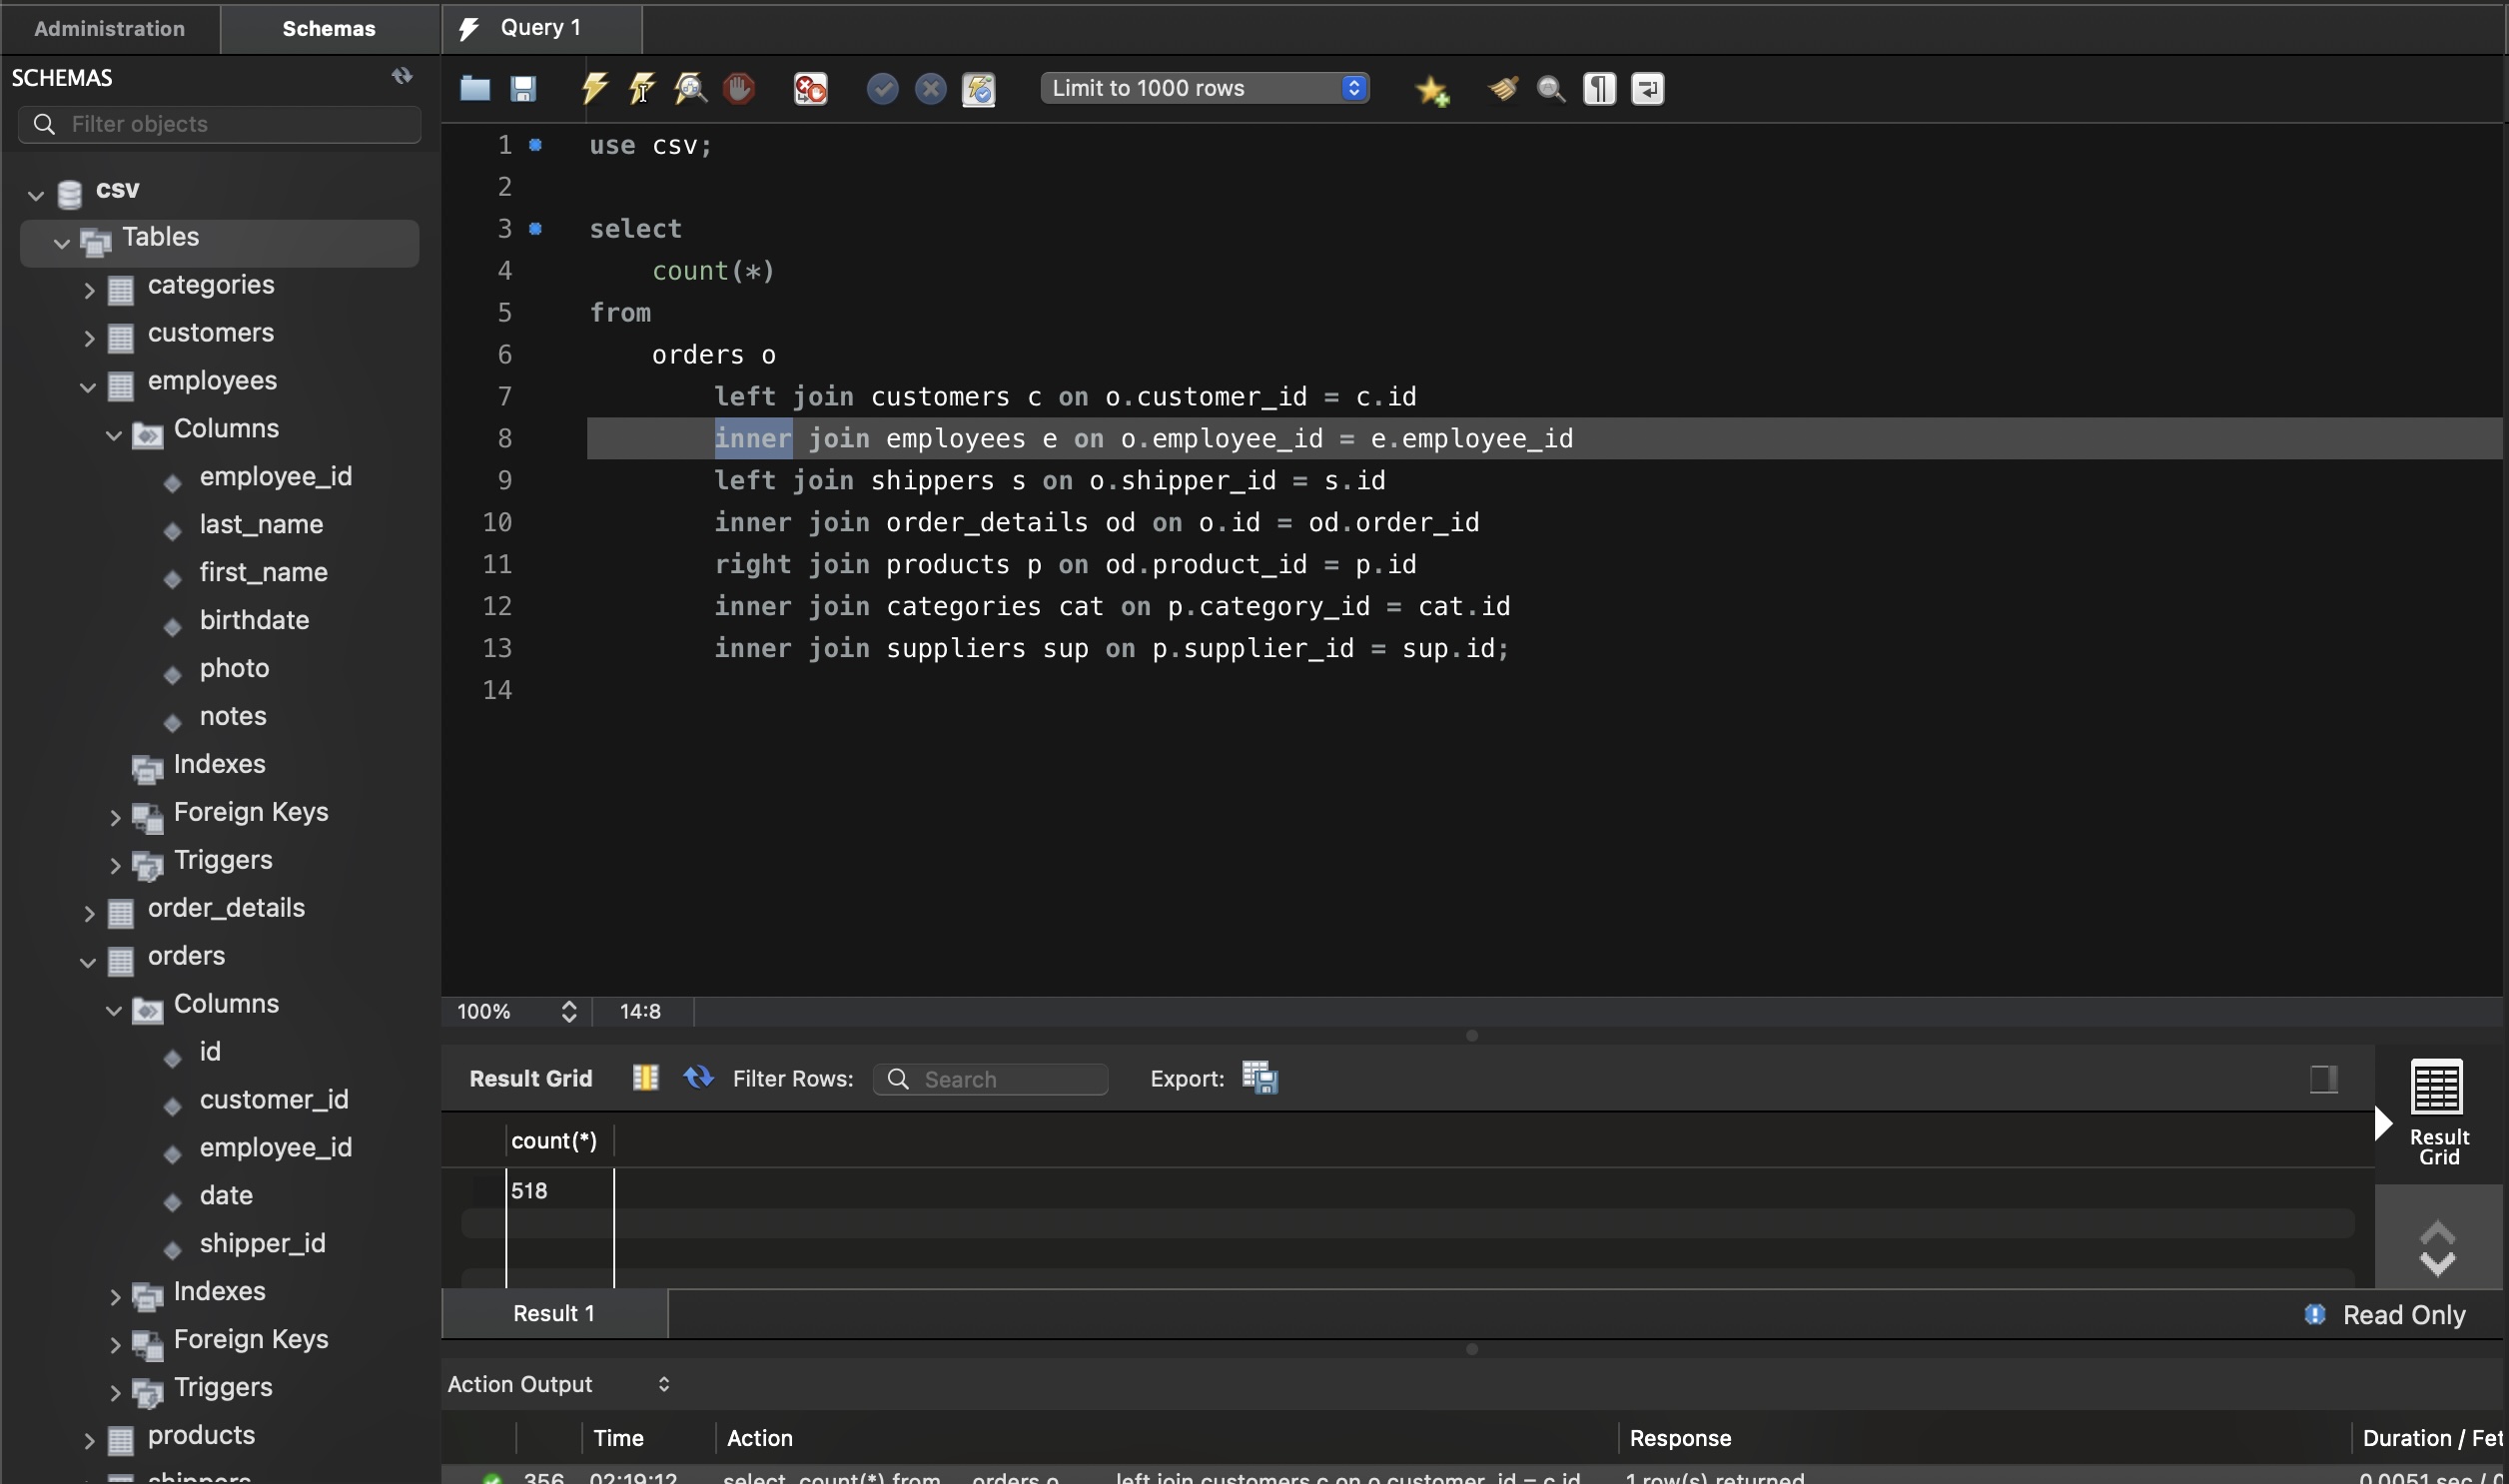 Administration
Schemas
Query 1
SCHEMAS
Filter objects
Limit to 1000 rows
csv
Tables
categories
customers
employees
Columns
employee_id
last_name
first_name
birthdate
photo
notes
Indexes
Foreign Keys
Triggers
order_details
orders
Columns
id
customer_id
employee_id
date
shipper_id
Indexes
Foreign Keys
Triggers
products
shippers
1 use csv;
2
3 select
4 count(*)
5 from
6 orders o
7 left join customers c on o.customer_id = c.id
8 inner join employees e on o.employee_id = e.employee_id
9 left join shippers s on o.shipper_id = s.id
10 inner join order_details od on o.id = od.order_id
11 right join products p on od.product_id = p.id
12 inner join categories cat on p.category_id = cat.id
13 inner join suppliers sup on p.supplier_id = sup.id;
14
100% 14:8
Result Grid Filter Rows: Search Export:
count(*)
518
Result
Grid
Result 1
Read Only
Action Output
Time Action Response Duration / Fet
356 02:19:12 select count(*) from orders o left join customers c on o.customer_id = c.id 1 row(s) returned 0.0051 sec / 0